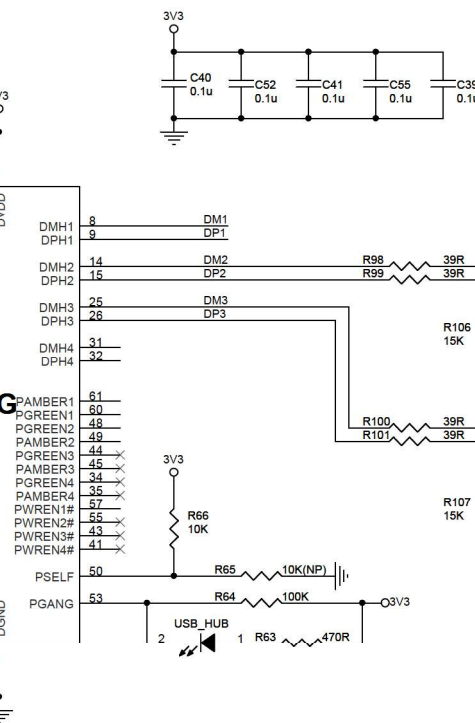 3V3
C40
0.1u
C52
0.1u
C41
0.1u
C55
0.1u
C39
0.1u
V3
DVDD
DMH1 8 DM1
DPH1 9 DP1
DMH2 14 DM2 R98 39R
DPH2 15 DP2 R99 39R
DMH3 25 DM3
DPH3 26 DP3
R106
15K
DMH4 31
DPH4 32
G
PAMBER1 61
PGREEN1 60
PGREEN2 48
PAMBER2 49
PGREEN3 44
PAMBER3 45
PGREEN4 34
PAMBER4 35
PWREN1# 57
PWREN2# 55
PWREN3# 43
PWREN4# 41
R100 39R
R101 39R
R107
15K
3V3
R66
10K
PSELF 50 R65 10K(NP)
PGANG 53 R64 100K 3V3
DGND
USB_HUB
2 1 R63 470R